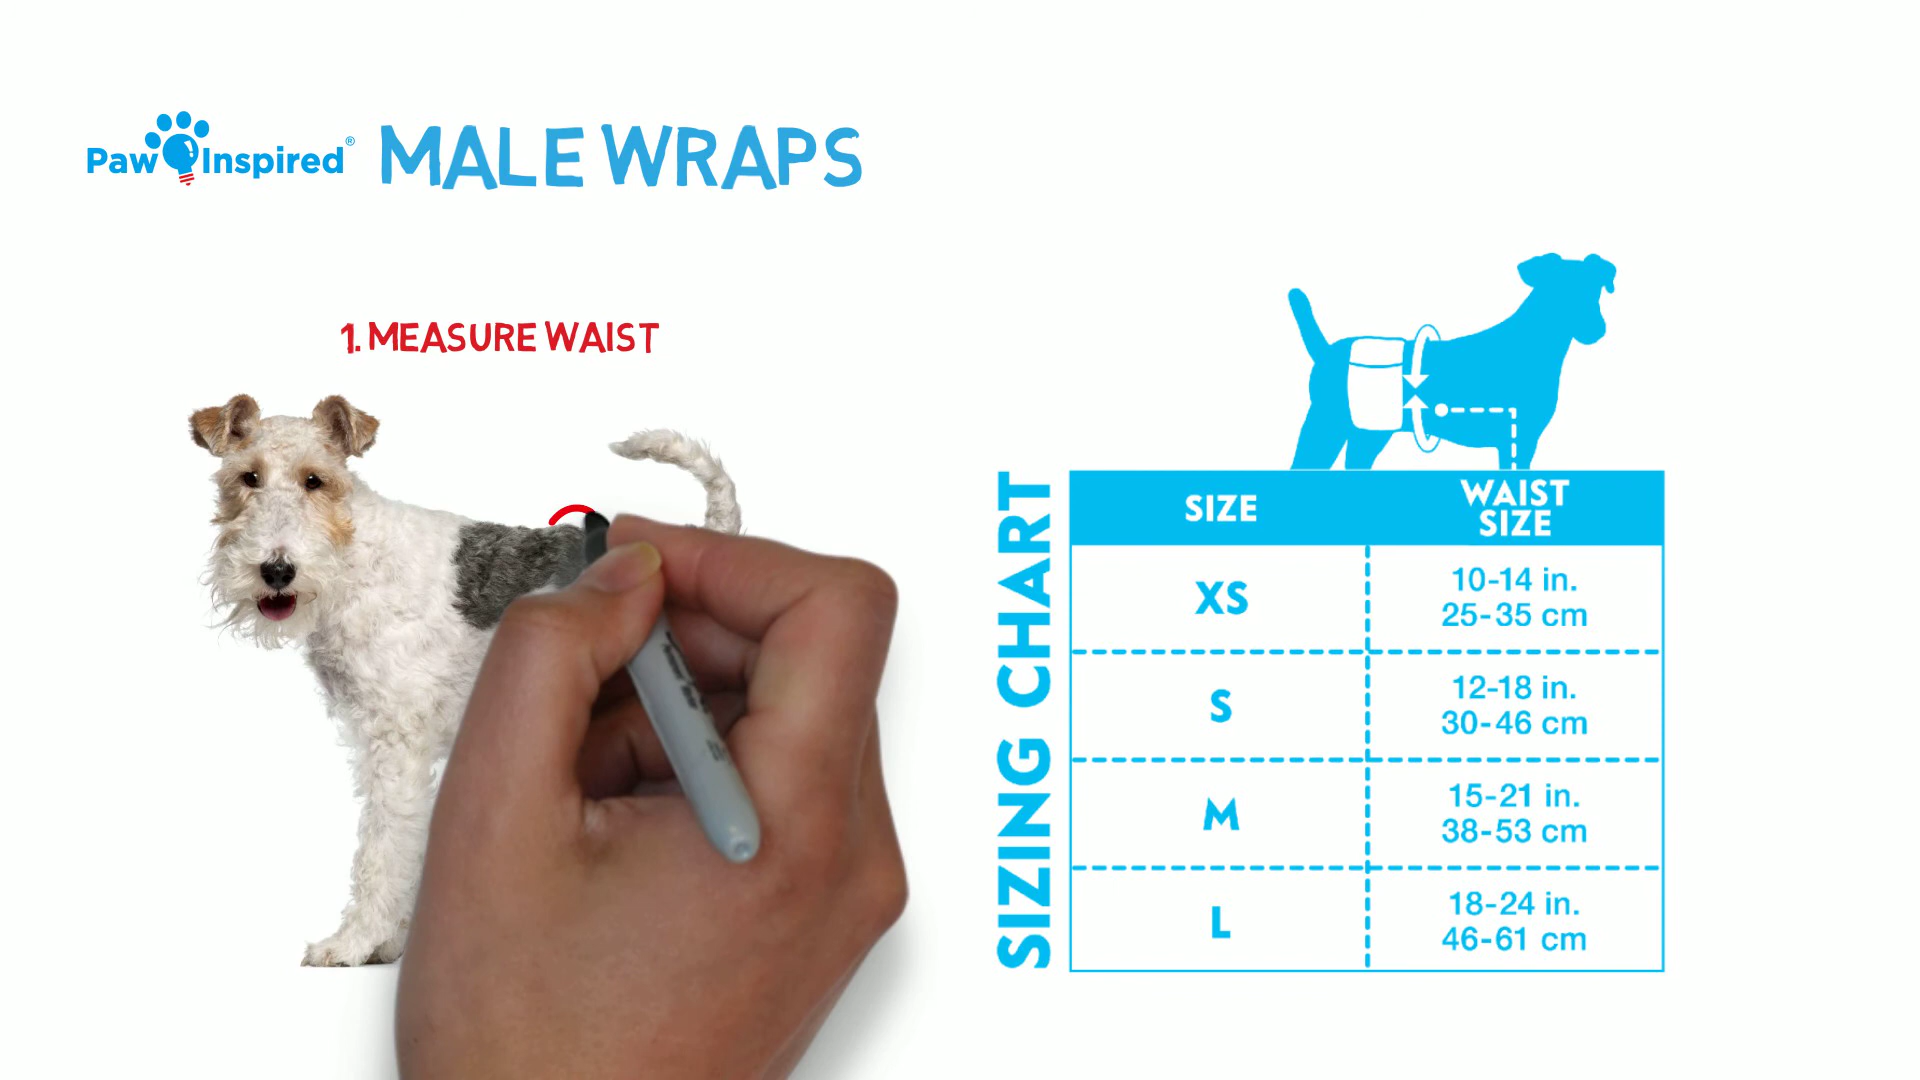 Paw Inspired®
MALE WRAPS
1. MEASURE WAIST
SIZING CHART
SIZE
WAIST
SIZE
XS
10-14 in.
25-35 cm
S
12-18 in.
30-46 cm
M
15-21 in.
38-53 cm
L
18-24 in.
46-61 cm